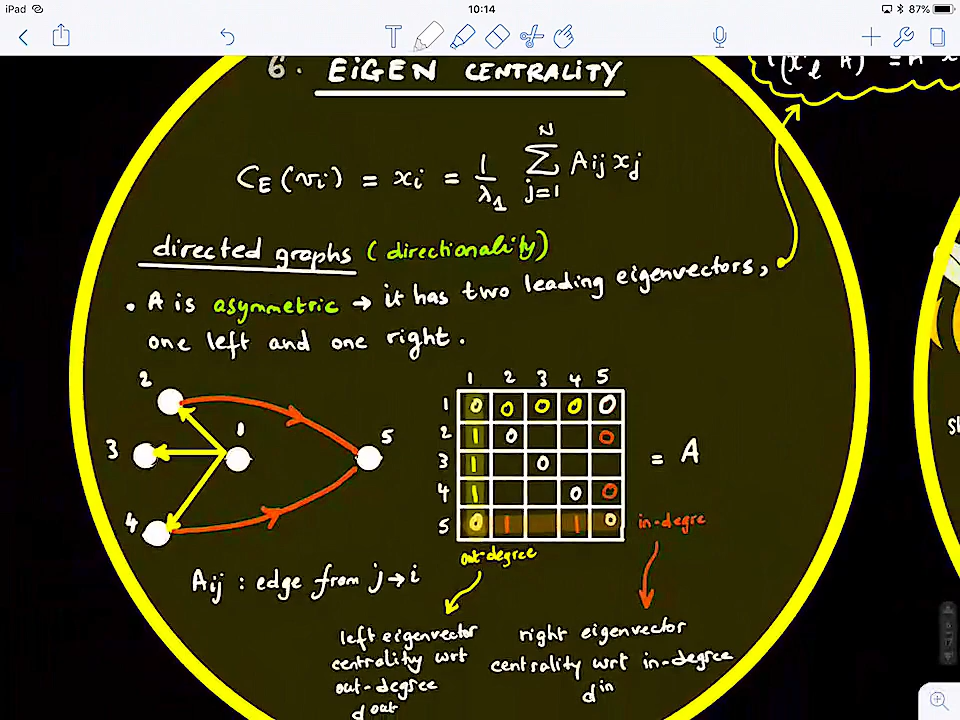 iPad 10:14 87%
T
6. EIGEN CENTRALITY
C_E(v_i) = x_i = 1/λ_1 Σ_{j=1}^{N} A_ij x_j
directed graphs (directionality)
• A is asymmetric → it has two leading eigenvectors,
one left and one right.
2
3
1
5
4
1 2 3 4 5
1 0 0 0 0 0
2 1 0 0
3 1 0
4 1 0 0
5 0 1 1 0
= A
in-degre
out-degree
Aij : edge from j → i
left eigenvector
centrality wrt
out-degree
d^out
right eigenvector
centrality wrt in-degree
d^in